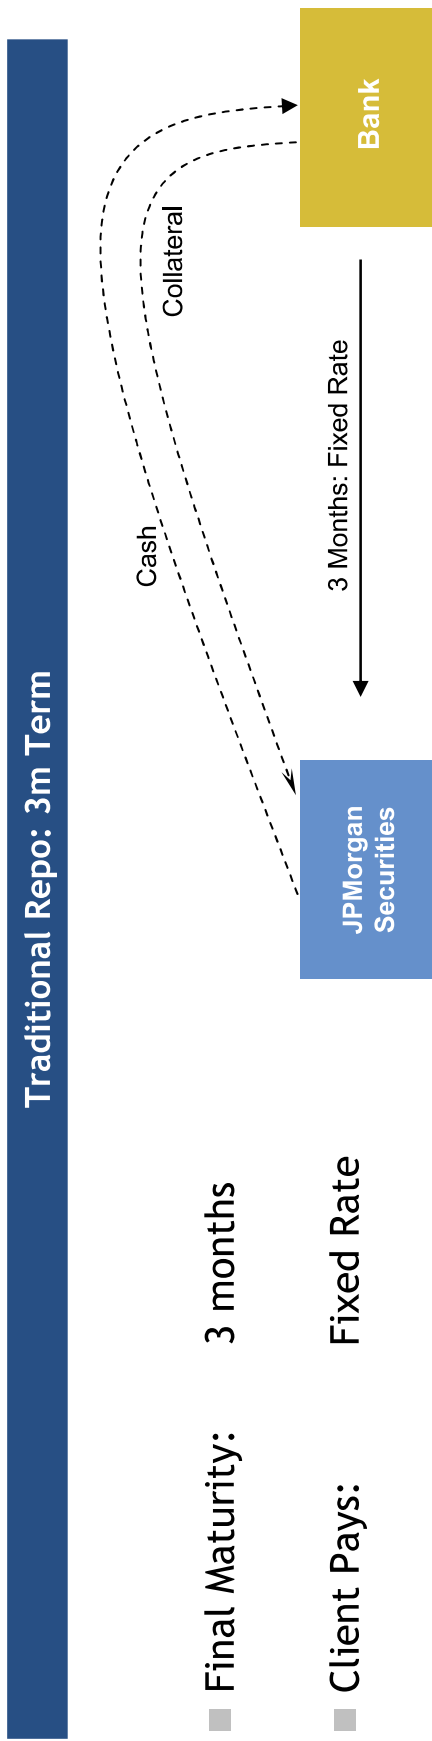 Traditional Repo: 3m Term
Final Maturity: 3 months
Client Pays: Fixed Rate
Cash
Collateral
3 Months: Fixed Rate
JPMorgan
Securities
Bank